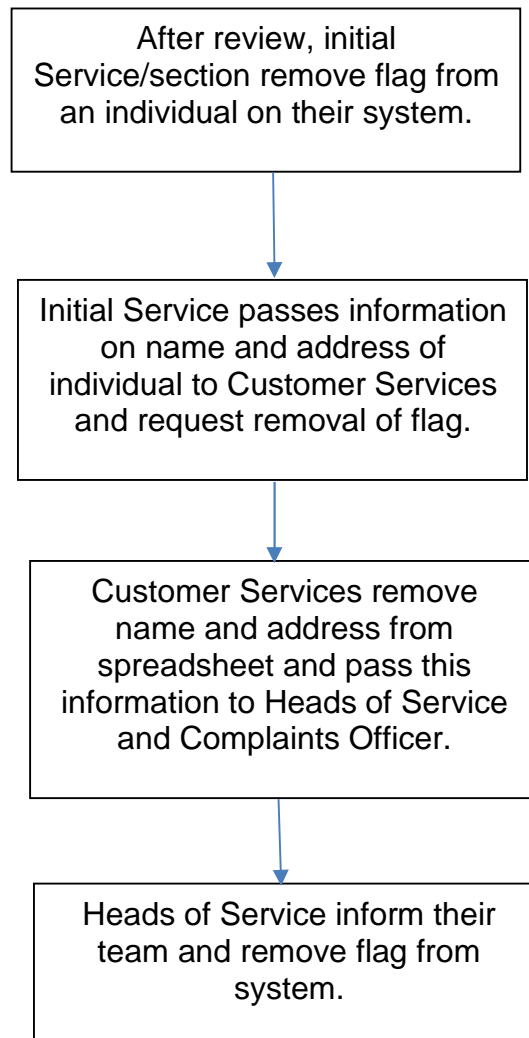 After review, initial
Service/section remove flag from
an individual on their system.
Initial Service passes information
on name and address of
individual to Customer Services
and request removal of flag.
Customer Services remove
name and address from
spreadsheet and pass this
information to Heads of Service
and Complaints Officer.
Heads of Service inform their
team and remove flag from
system.